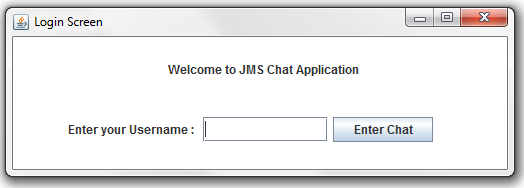 Login Screen
Welcome to JMS Chat Application
Enter your Username :
Enter Chat